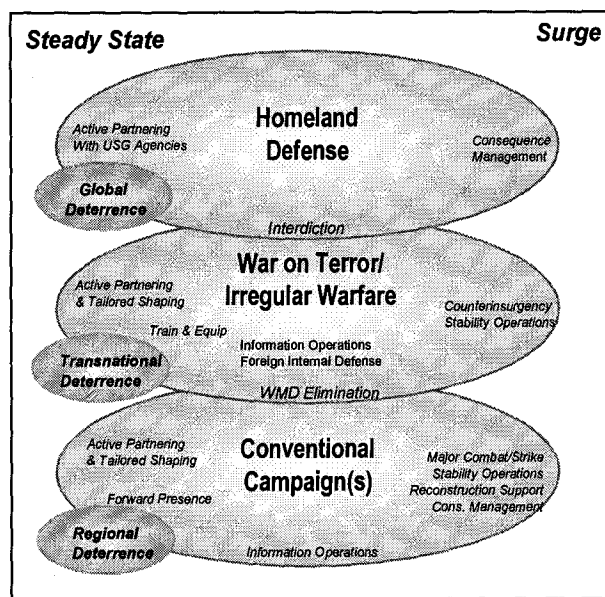 Steady State
Surge
Homeland
Defense
Active Partnering
With USG Agencies
Consequence
Management
Global
Deterrence
Interdiction
War on Terror/
Irregular Warfare
Active Partnering
& Tailored Shaping
Counterinsurgency
Stability Operations
Train & Equip
Information Operations
Foreign Internal Defense
Transnational
Deterrence
WMD Elimination
Conventional
Campaign(s)
Active Partnering
& Tailored Shaping
Major Combat/Strike
Stability Operations
Reconstruction Support
Cons. Management
Forward Presence
Regional
Deterrence
Information Operations